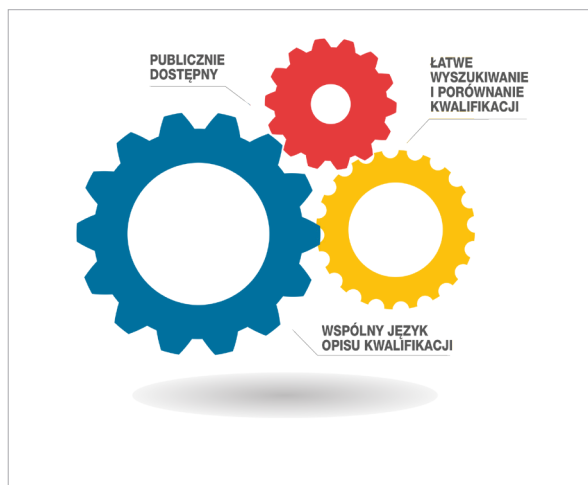 PUBLICZNIE
DOSTĘPNY
ŁATWE
WYSZUKIWANIE
I PORÓWNANIE
KWALIFIKACJI
WSPÓLNY JĘZYK
OPISU KWALIFIKACJI